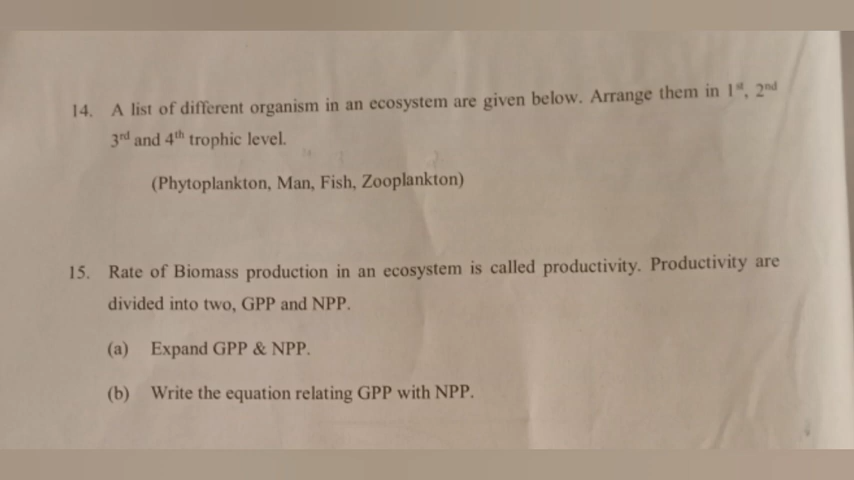 14. A list of different organism in an ecosystem are given below. Arrange them in 1st, 2nd
3rd and 4th trophic level.
(Phytoplankton, Man, Fish, Zooplankton)
15. Rate of Biomass production in an ecosystem is called productivity. Productivity are
divided into two, GPP and NPP.
(a) Expand GPP & NPP.
(b) Write the equation relating GPP with NPP.